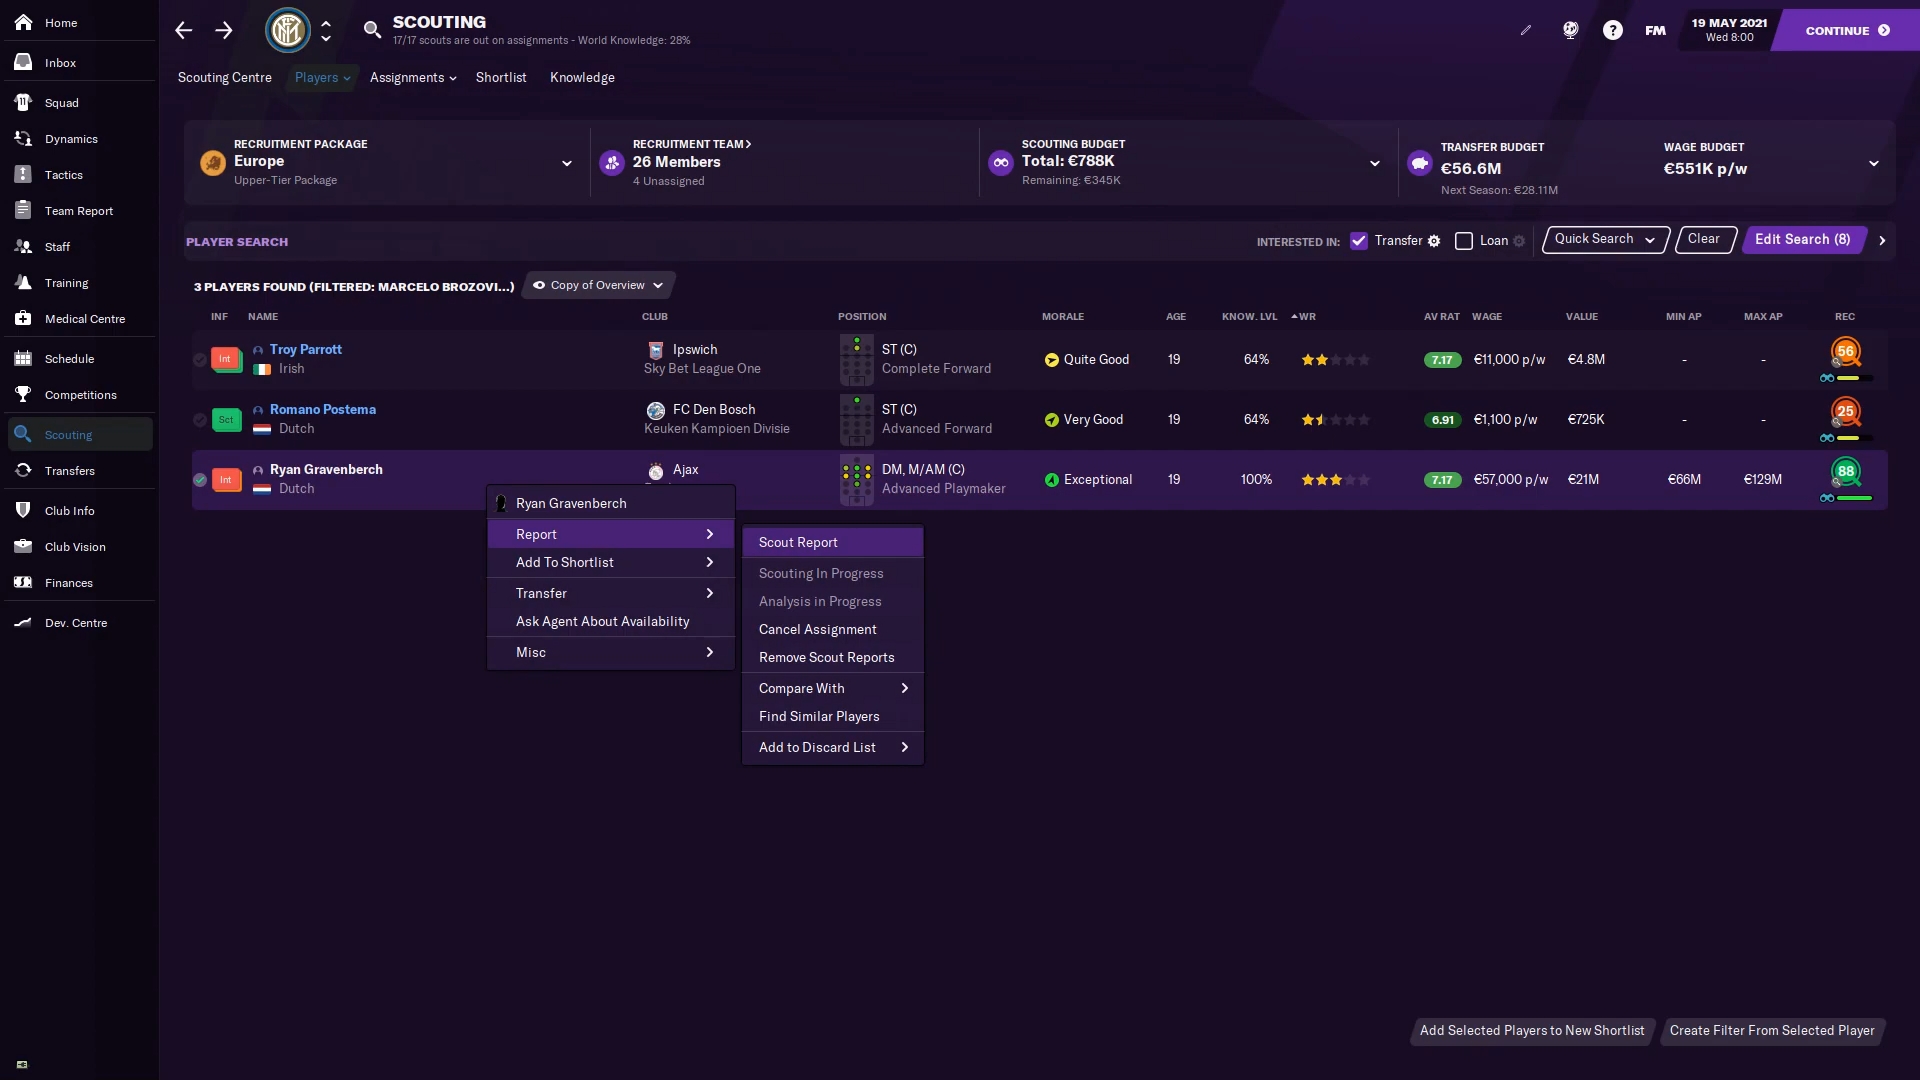 Home
Inbox
Squad
Dynamics
Tactics
Team Report
Staff
Training
Medical Centre
Schedule
Competitions
Scouting
Transfers
Club Info
Club Vision
Finances
Dev. Centre
SCOUTING
17/17 scouts are out on assignments - World Knowledge: 28%
FM
19 MAY 2021
Wed 8:00
CONTINUE
Scouting Centre
Players
Assignments
Shortlist
Knowledge
RECRUITMENT PACKAGE
Europe
Upper-Tier Package
RECRUITMENT TEAM
26 Members
4 Unassigned
SCOUTING BUDGET
Total: €788K
Remaining: €345K
TRANSFER BUDGET
€56.6M
Next Season: €28.11M
WAGE BUDGET
€551K p/w
PLAYER SEARCH
INTERESTED IN: Transfer Loan
Quick Search
Clear
Edit Search (8)
3 PLAYERS FOUND (FILTERED: MARCELO BROZOVI...)
Copy of Overview
INF NAME CLUB POSITION MORALE AGE KNOW. LVL WR AV RAT WAGE VALUE MIN AP MAX AP REC
Int Troy Parrott Ipswich ST (C) Quite Good 19 64% 7.17 €11,000 p/w €4.8M - - 56
Irish Sky Bet League One Complete Forward
Sct Romano Postema FC Den Bosch ST (C) Very Good 19 64% 6.91 €1,100 p/w €725K - - 25
Dutch Keuken Kampioen Divisie Advanced Forward
Int Ryan Gravenberch Ajax DM, M/AM (C) Exceptional 19 100% 7.17 €57,000 p/w €21M €66M €129M 88
Dutch Advanced Playmaker
Ryan Gravenberch
Report
Add To Shortlist
Transfer
Ask Agent About Availability
Misc
Scout Report
Scouting In Progress
Analysis in Progress
Cancel Assignment
Remove Scout Reports
Compare With
Find Similar Players
Add to Discard List
Add Selected Players to New Shortlist
Create Filter From Selected Player